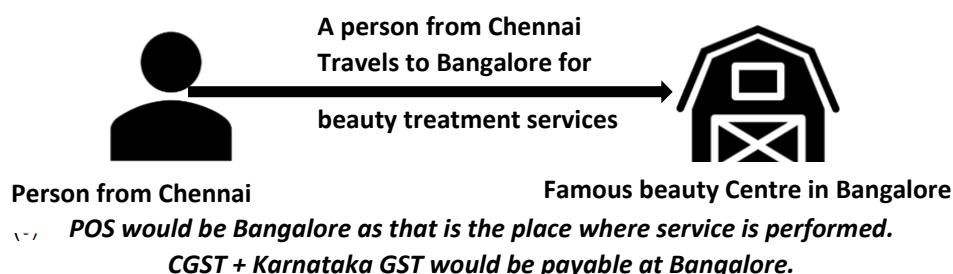 A person from Chennai
Travels to Bangalore for
beauty treatment services
Person from Chennai
Famous beauty Centre in Bangalore
POS would be Bangalore as that is the place where service is performed.
CGST + Karnataka GST would be payable at Bangalore.